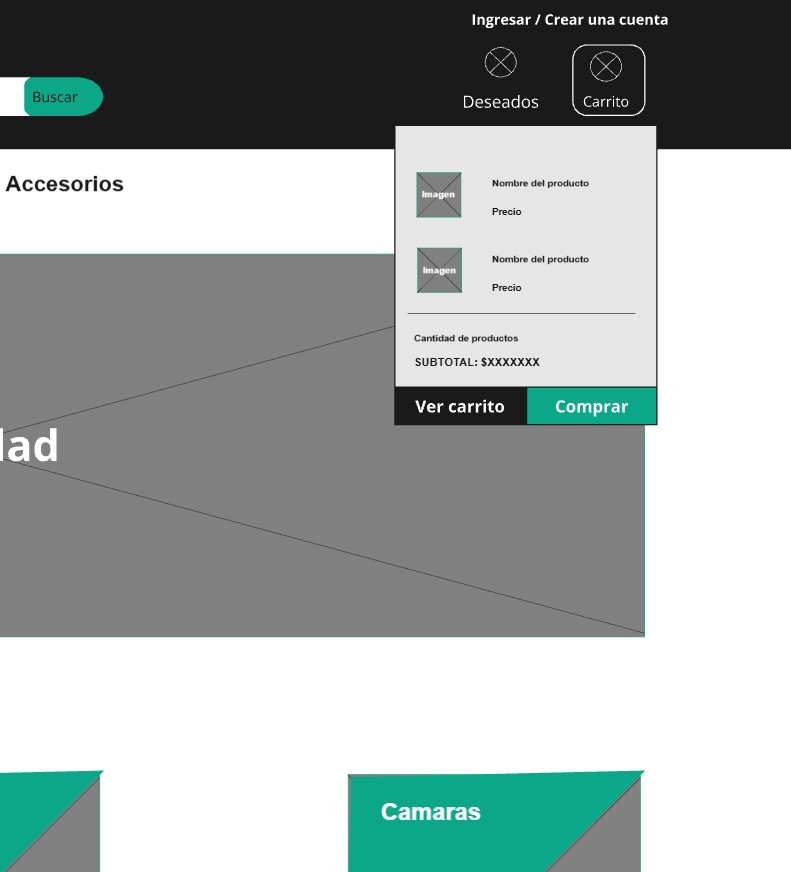 Ingresar / Crear una cuenta
Buscar
Deseados
Carrito
Accesorios
Imagen
Nombre del producto
Precio
Imagen
Nombre del producto
Precio
Cantidad de productos
SUBTOTAL: $XXXXXXX
Ver carrito
Comprar
dad
Camaras